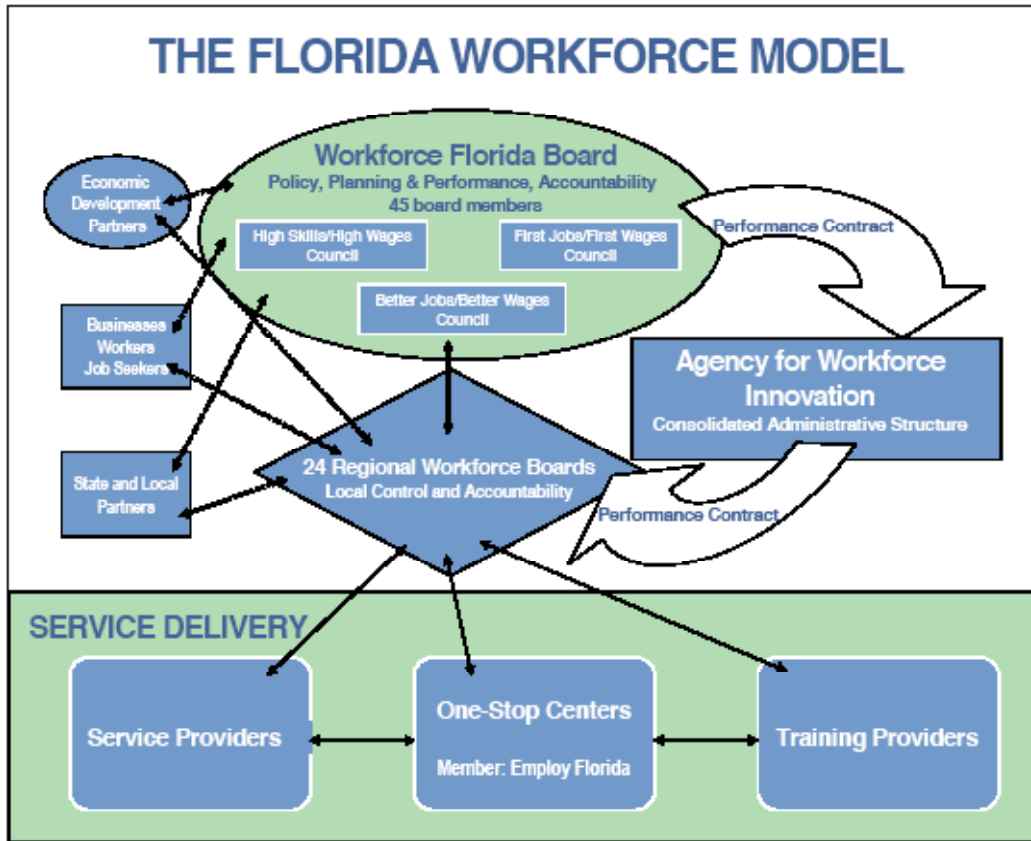 THE FLORIDA WORKFORCE MODEL
Workforce Florida Board
Policy, Planning & Performance, Accountability
45 board members
High Skills/High Wages
Council
First Jobs/First Wages
Council
Better Jobs/Better Wages
Council
Economic
Development
Partners
Businesses
Workers
Job Seekers
State and Local
Partners
Performance Contract
Agency for Workforce
Innovation
Consolidated Administrative Structure
24 Regional Workforce Boards
Local Control and Accountability
Performance Contract
SERVICE DELIVERY
Service Providers
One-Stop Centers
Member: Employ Florida
Training Providers